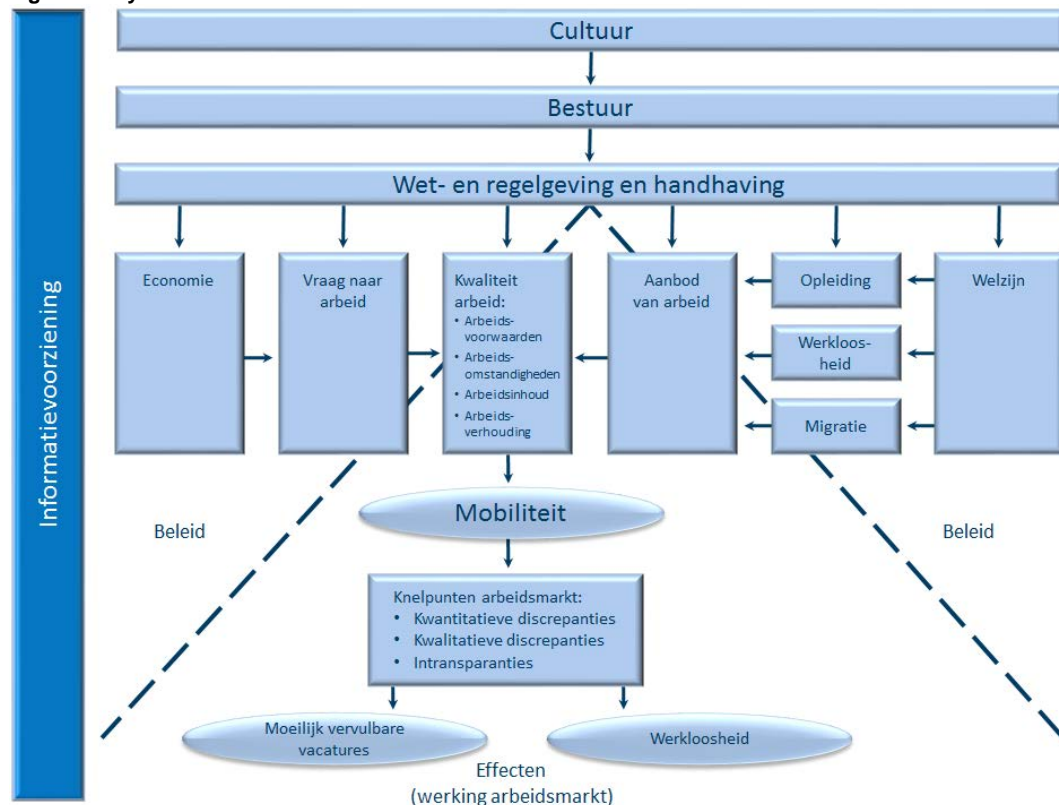 Informatievoorziening
Cultuur
Bestuur
Wet- en regelgeving en handhaving
Economie
Vraag naar
arbeid
Kwaliteit
arbeid:
• Arbeids-
voorwaarden
• Arbeids-
omstandigheden
• Arbeidsinhoud
• Arbeids-
verhouding
Aanbod
van arbeid
Opleiding
Werkloos-
heid
Migratie
Welzijn
Beleid
Mobiliteit
Beleid
Knelpunten arbeidsmarkt:
• Kwantitatieve discrepanties
• Kwalitatieve discrepanties
• Intransparanties
Moeilijk vervulbare
vacatures
Werkloosheid
Effecten
(werking arbeidsmarkt)